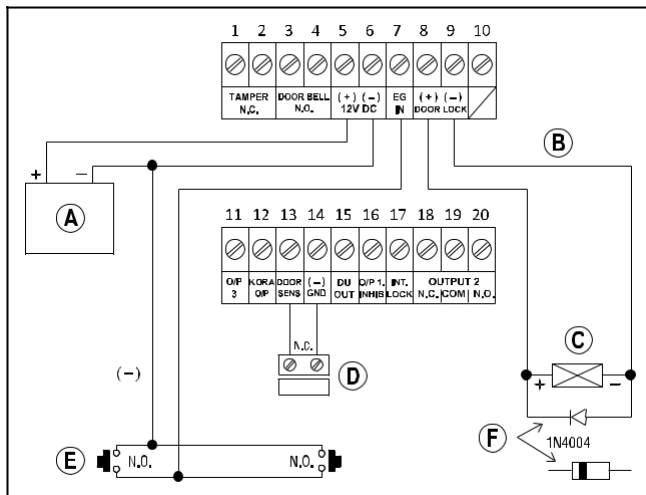 1 2 3 4 5 6 7 8 9 10
TAMPER N.C. DOOR BELL N.O. (+) (−) 12V DC EG IN (+) (−) DOOR LOCK
B
+ −
A
11 12 13 14 15 16 17 18 19 20
O/P 3 KORA O/P DOOR SENS (−) GND DU OUT O/P 1. INHIB INT. LOCK OUTPUT 2 N.C. COM N.O.
N.C.
D
C
+ −
(−)
F
1N4004
E
N.O. N.O.